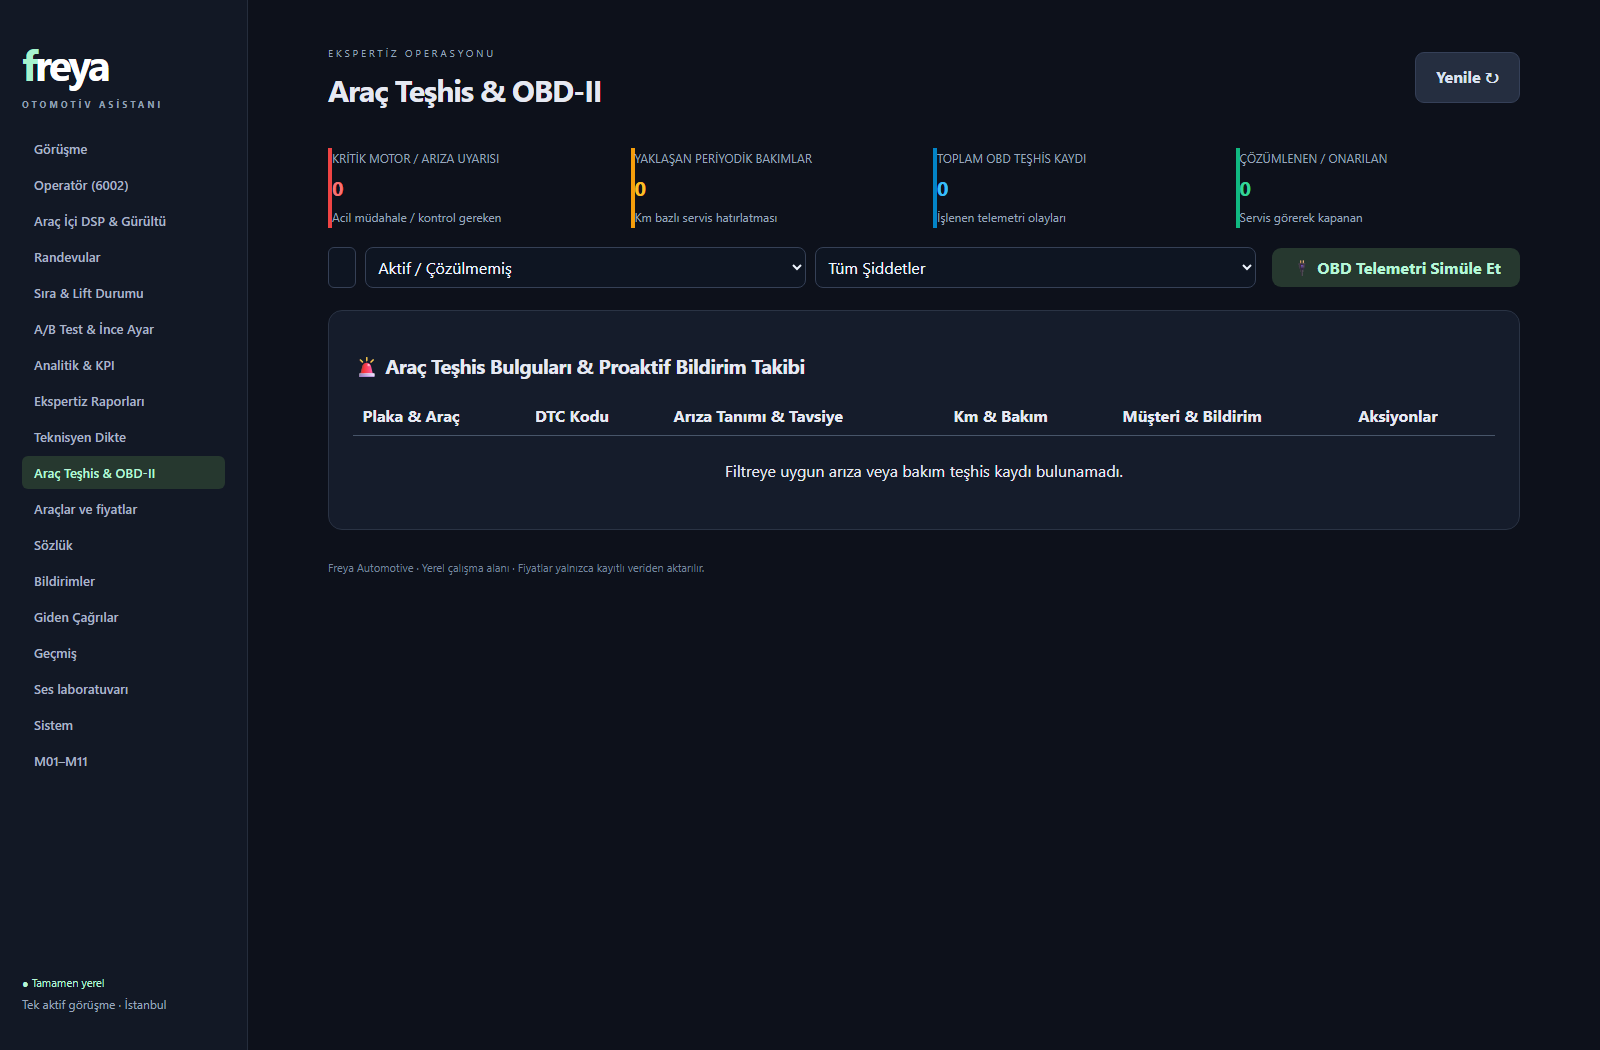 freya
OTOMOTİV ASİSTANI
Görüşme
Operatör (6002)
Araç İçi DSP & Gürültü
Randevular
Sıra & Lift Durumu
A/B Test & İnce Ayar
Analitik & KPI
Ekspertiz Raporları
Teknisyen Dikte
Araç Teşhis & OBD-II
Araçlar ve fiyatlar
Sözlük
Bildirimler
Giden Çağrılar
Geçmiş
Ses laboratuvarı
Sistem
M01–M11
● Tamamen yerel
Tek aktif görüşme · İstanbul
EKSPERTİZ OPERASYONU
Araç Teşhis & OBD-II
Yenile ↻
KRİTİK MOTOR / ARIZA UYARISI
0
Acil müdahale / kontrol gereken
YAKLAŞAN PERİYODİK BAKIMLAR
0
Km bazlı servis hatırlatması
TOPLAM OBD TEŞHİS KAYDI
0
İşlenen telemetri olayları
ÇÖZÜMLENEN / ONARILAN
0
Servis görerek kapanan
Aktif / Çözülmemiş
Tüm Şiddetler
OBD Telemetri Simüle Et
Araç Teşhis Bulguları & Proaktif Bildirim Takibi
Plaka & Araç DTC Kodu Arıza Tanımı & Tavsiye Km & Bakım Müşteri & Bildirim Aksiyonlar
Filtreye uygun arıza veya bakım teşhis kaydı bulunamadı.
Freya Automotive · Yerel çalışma alanı · Fiyatlar yalnızca kayıtlı veriden aktarılır.